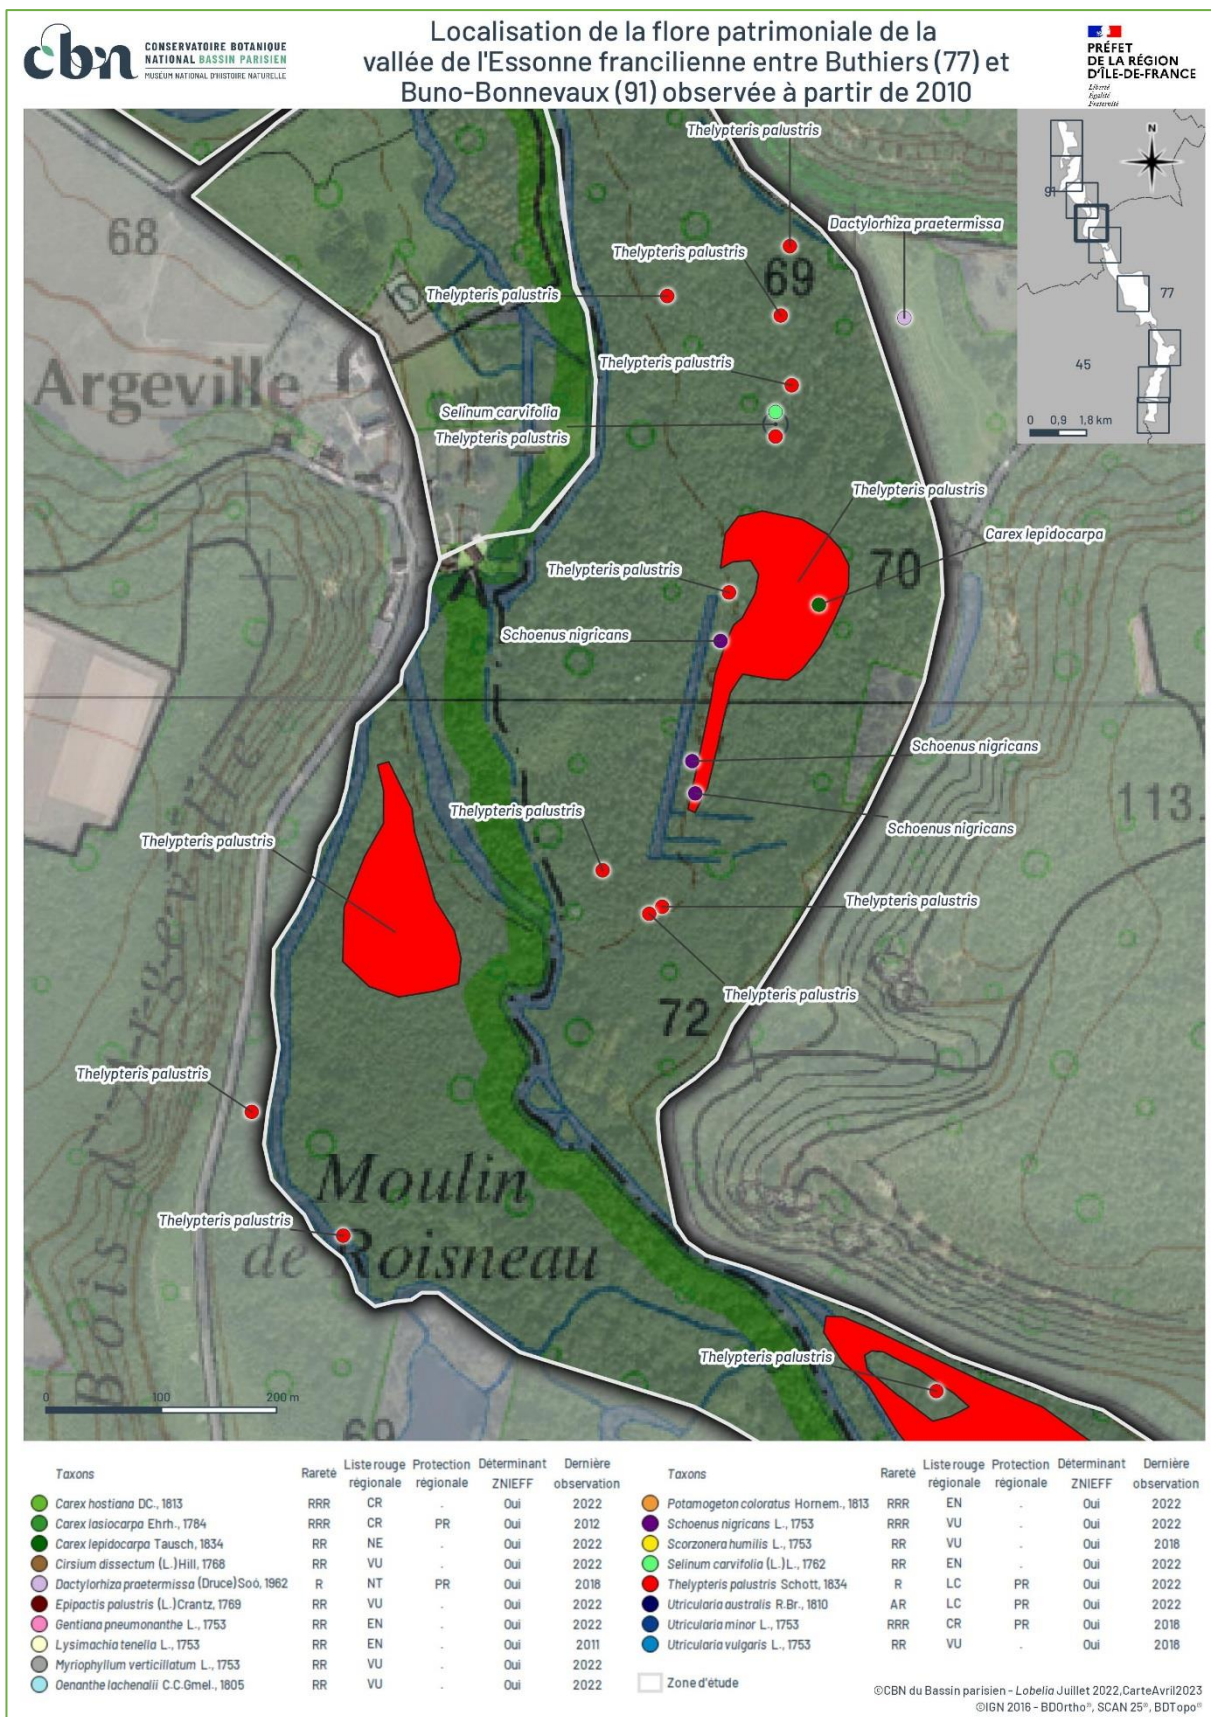 cbn
CONSERVATOIRE BOTANIQUE
NATIONAL BASSIN PARISIEN
MUSÉUM NATIONAL D'HISTOIRE NATURELLE
Localisation de la flore patrimoniale de la
vallée de l'Essonne francilienne entre Buthiers (77) et
Buno-Bonnevaux (91) observée à partir de 2010
PRÉFET
DE LA RÉGION
D'ÎLE-DE-FRANCE
Liberté
Égalité
Fraternité
Thelypteris palustris
N
91
77
45
0 0,9 1,8 km
68
Dactylorhiza praetermissa
Thelypteris palustris
69
Thelypteris palustris
Thelypteris palustris
Argeville
Selinum carvifolia
Thelypteris palustris
Thelypteris palustris
Carex lepidocarpa
70
Thelypteris palustris
Schoenus nigricans
Schoenus nigricans
113.
Thelypteris palustris
Schoenus nigricans
Thelypteris palustris
Thelypteris palustris
Thelypteris palustris
72
Thelypteris palustris
Bois d'Argeville
Moulin
de Roisneau
Thelypteris palustris
Thelypteris palustris
0 100 200 m
69
Taxons Rareté Liste rouge régionale Protection régionale Déterminant ZNIEFF Dernière observation
Carex hostiana DC., 1813 RRR CR . Oui 2022
Carex lasiocarpa Ehrh., 1784 RRR CR PR Oui 2012
Carex lepidocarpa Tausch, 1834 RR NE . Oui 2022
Cirsium dissectum (L.) Hill, 1768 RR VU . Oui 2022
Dactylorhiza praetermissa (Druce) Soó, 1962 R NT PR Oui 2018
Epipactis palustris (L.) Crantz, 1769 RR VU . Oui 2022
Gentiana pneumonanthe L., 1753 RR EN . Oui 2022
Lysimachia tenella L., 1753 RR EN . Oui 2011
Myriophyllum verticillatum L., 1753 RR VU . Oui 2022
Oenanthe lachenalii C.C.Gmel., 1805 RR VU . Oui 2022
Taxons Rareté Liste rouge régionale Protection régionale Déterminant ZNIEFF Dernière observation
Potamogeton coloratus Hornem., 1813 RRR EN . Oui 2022
Schoenus nigricans L., 1753 RRR VU . Oui 2022
Scorzonera humilis L., 1753 RR VU . Oui 2018
Selinum carvifolia (L.) L., 1762 RR EN . Oui 2022
Thelypteris palustris Schott, 1834 R LC PR Oui 2022
Utricularia australis R.Br., 1810 AR LC PR Oui 2022
Utricularia minor L., 1753 RRR CR PR Oui 2018
Utricularia vulgaris L., 1753 RR VU . Oui 2018
Zone d'étude
©CBN du Bassin parisien - Lobelia Juillet 2022,CarteAvril2023
©IGN 2016 - BDOrtho®, SCAN 25®, BDTopo®